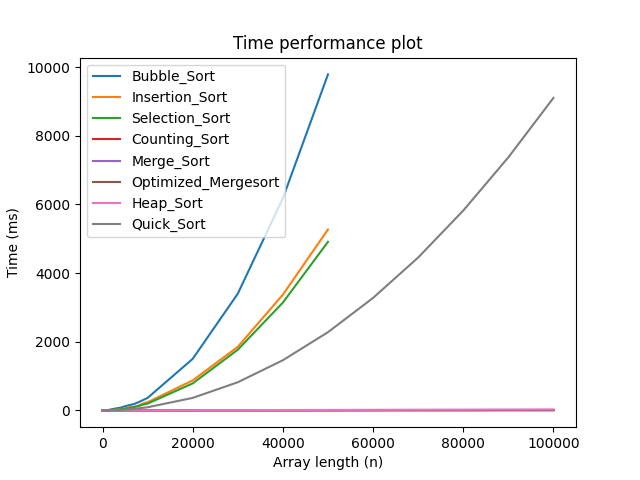 Time performance plot
10000
8000
6000
4000
2000
0
Time (ms)
Bubble_Sort
Insertion_Sort
Selection_Sort
Counting_Sort
Merge_Sort
Optimized_Mergesort
Heap_Sort
Quick_Sort
0 20000 40000 60000 80000 100000
Array length (n)